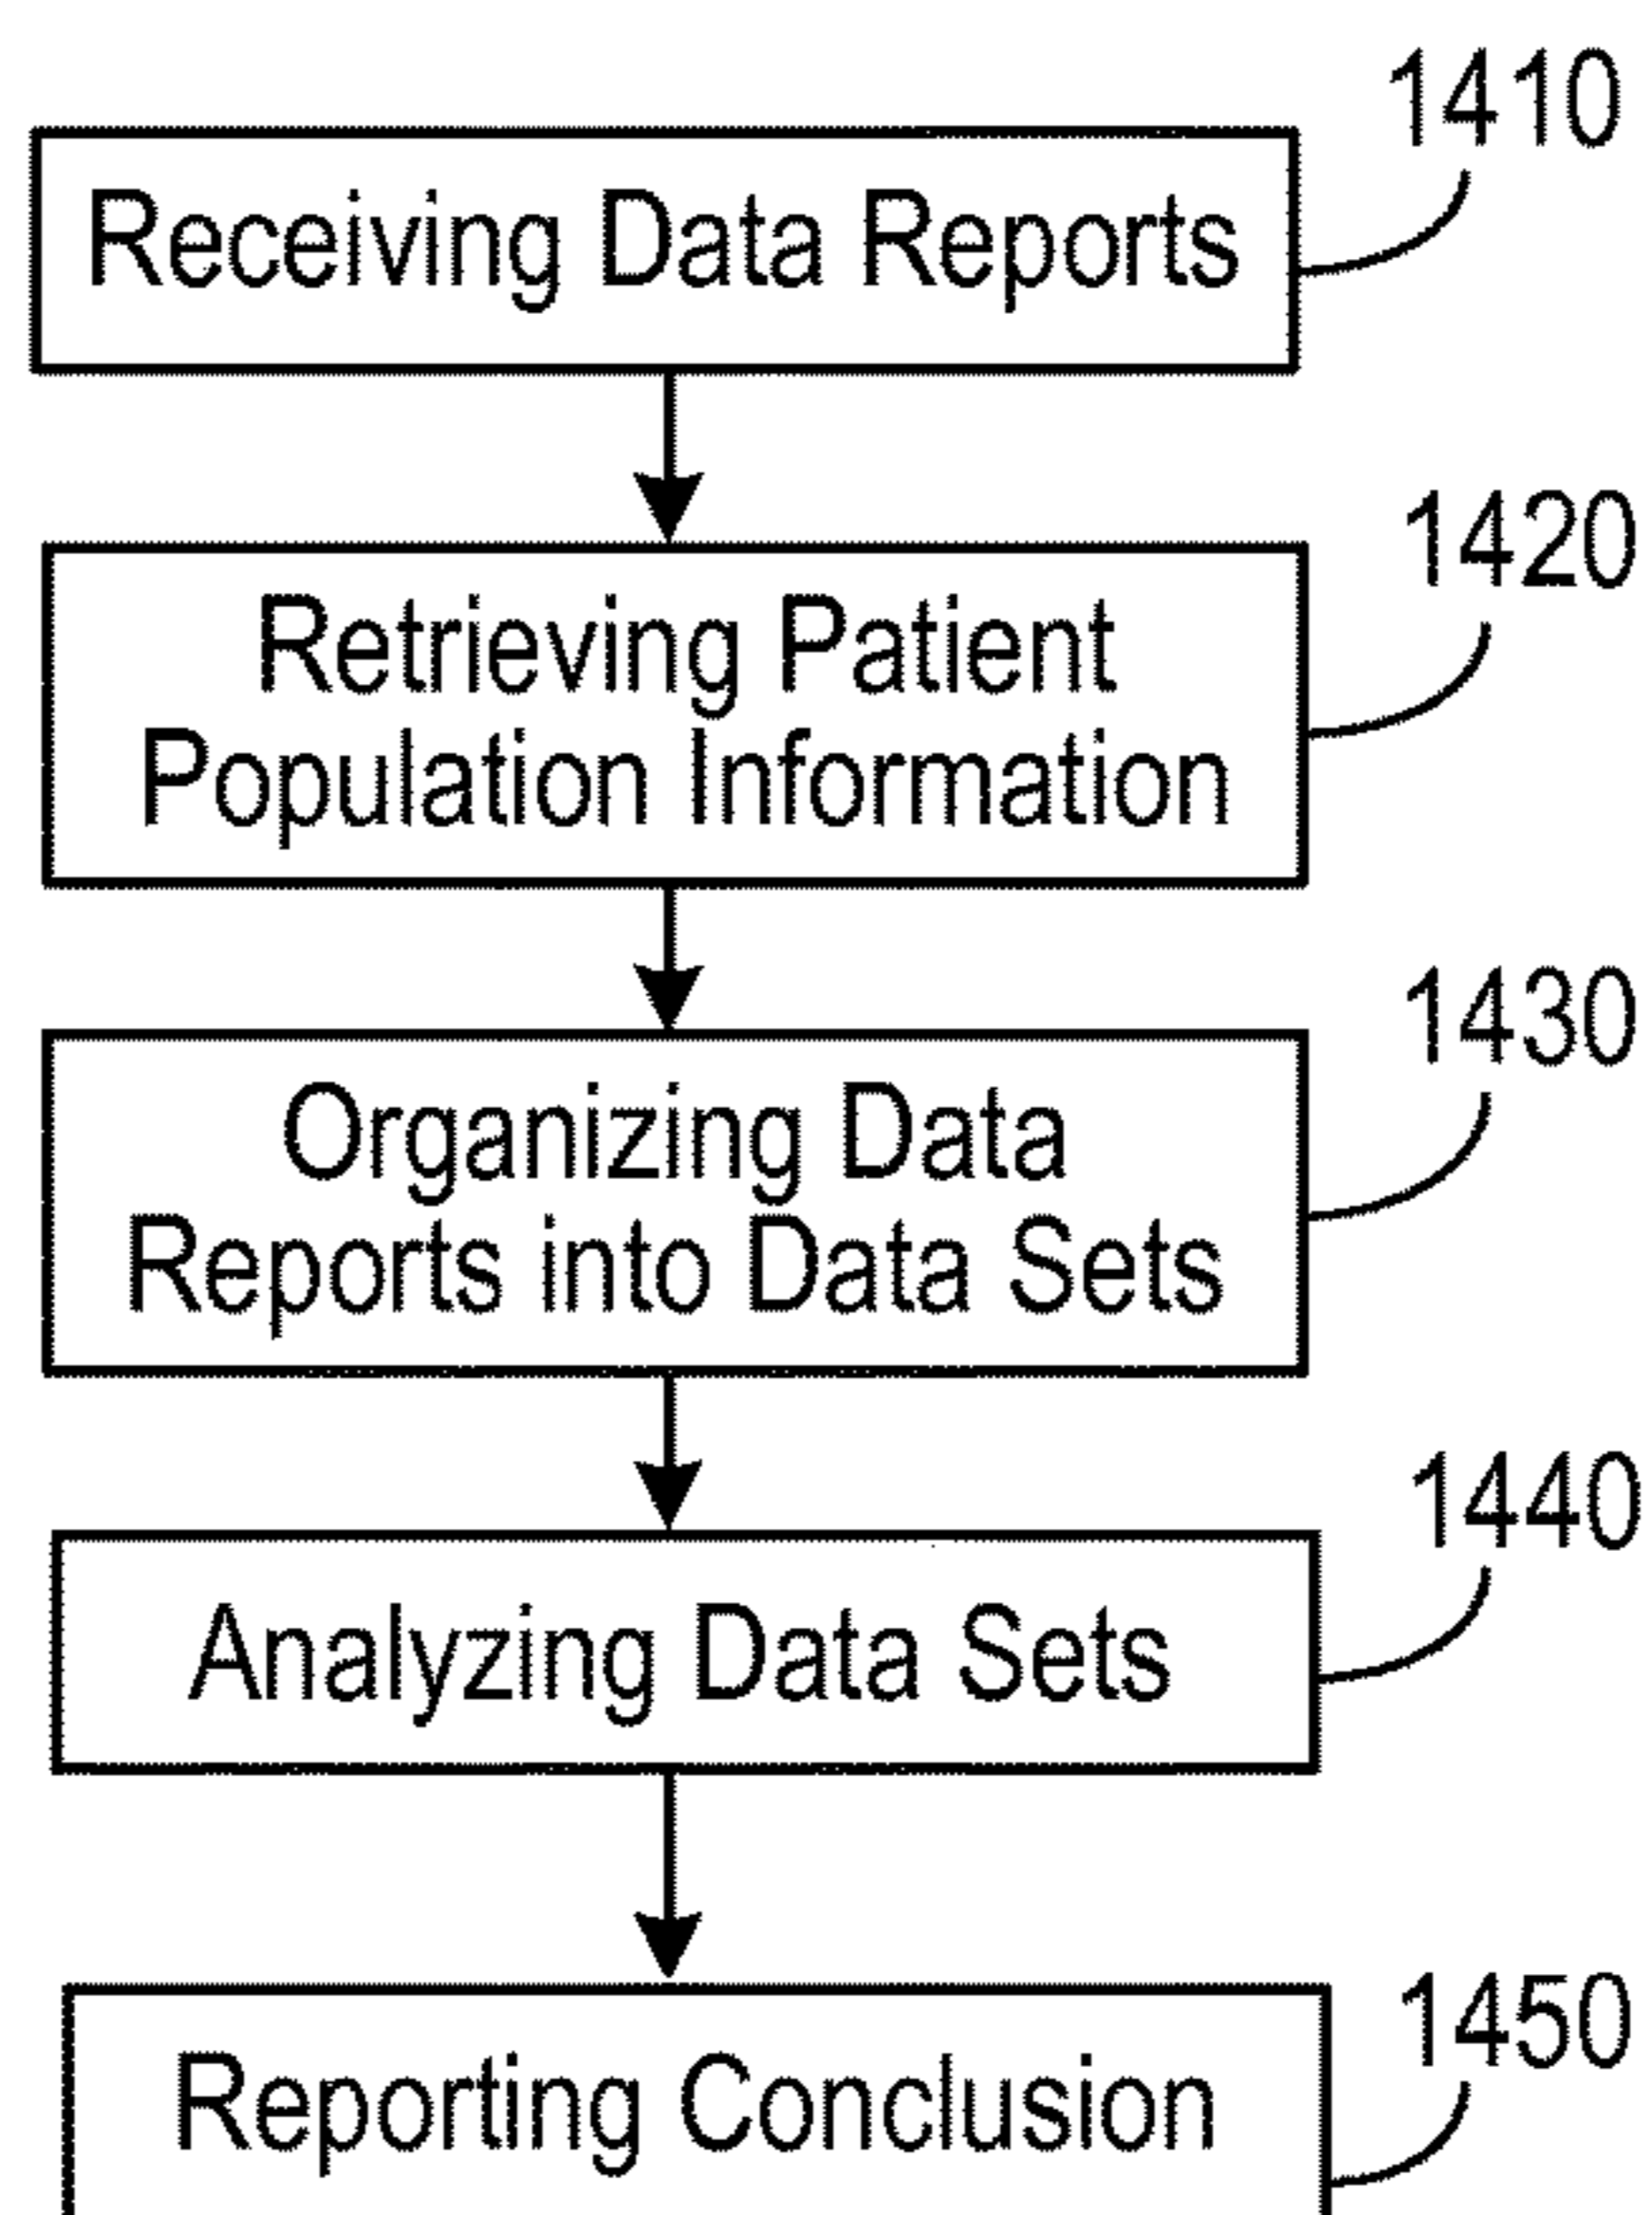 1410
Receiving Data Reports
1420
Retrieving Patient
Population Information
1430
Organizing Data
Reports into Data Sets
1440
Analyzing Data Sets
1450
Reporting Conclusion